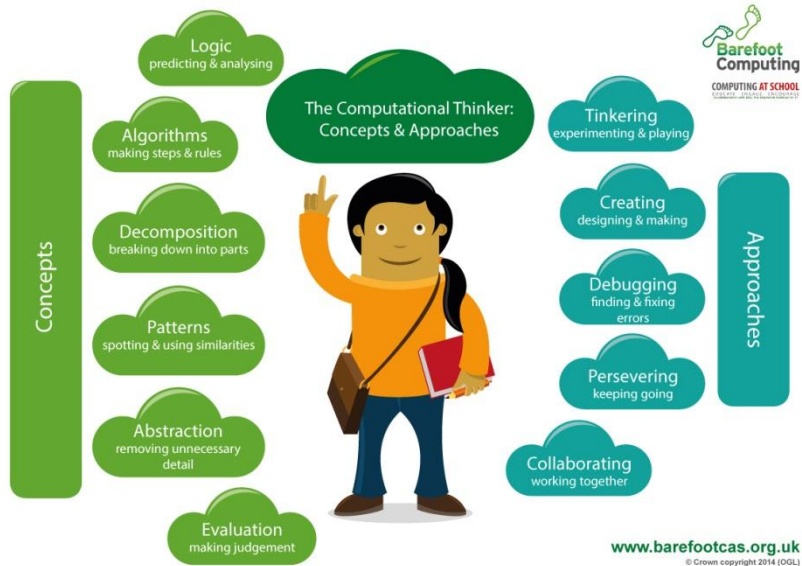 The Computational Thinker:
Concepts & Approaches
Concepts
Logic
predicting & analysing
Algorithms
making steps & rules
Decomposition
breaking down into parts
Patterns
spotting & using similarities
Abstraction
removing unnecessary
detail
Evaluation
making judgement
Tinkering
experimenting & playing
Creating
designing & making
Debugging
finding & fixing
errors
Persevering
keeping going
Collaborating
working together
Approaches
Barefoot
Computing
COMPUTING AT SCHOOL
EDUCATE · ENGAGE · ENCOURAGE
www.barefootcas.org.uk
© Crown copyright 2014 (OGL)